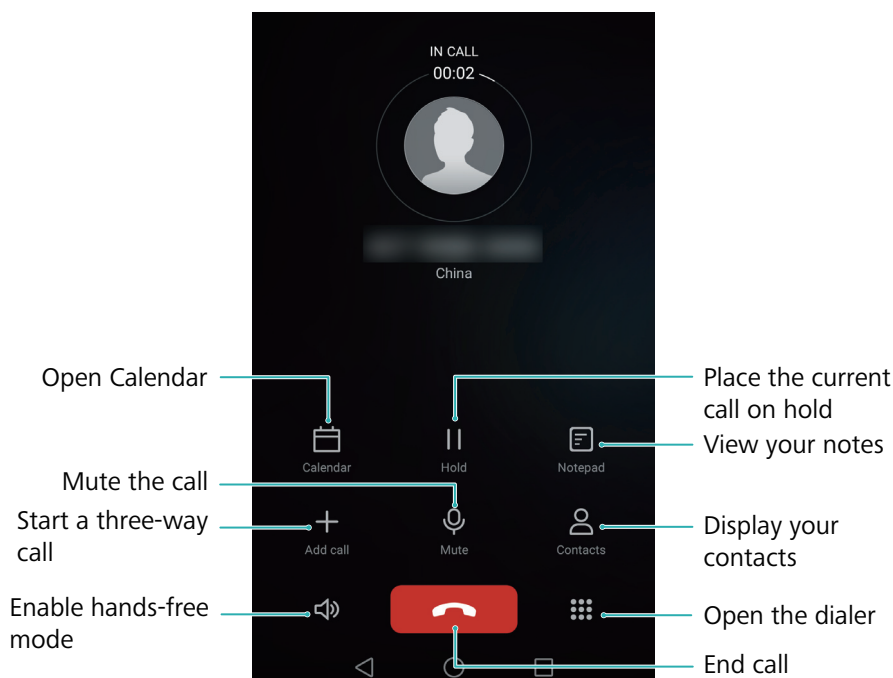 IN CALL
00:02
China
Open Calendar
Place the current
call on hold
View your notes
Calendar
Hold
Notepad
Mute the call
Start a three-way
call
Display your
contacts
Add call
Mute
Contacts
Enable hands-free
mode
Open the dialer
End call